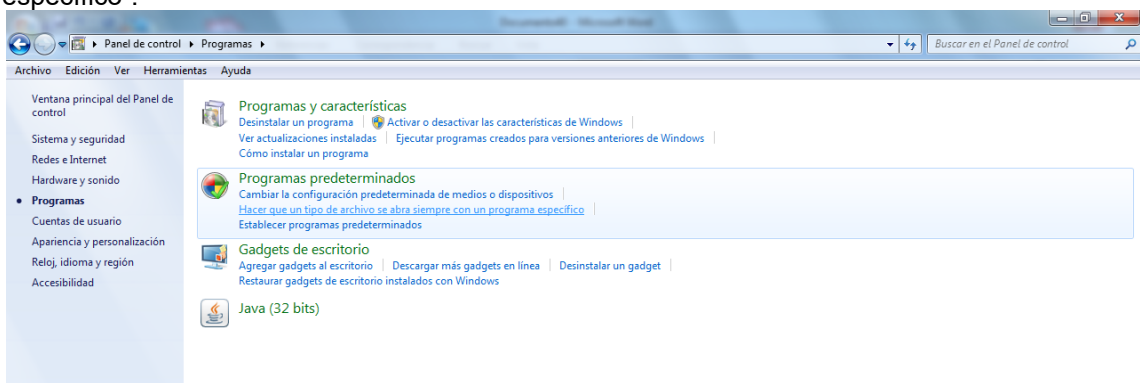 específico".
Panel de control ▸ Programas ▸
Buscar en el Panel de control
Archivo Edición Ver Herramientas Ayuda
Ventana principal del Panel de
control
Sistema y seguridad
Redes e Internet
Hardware y sonido
Programas
Cuentas de usuario
Apariencia y personalización
Reloj, idioma y región
Accesibilidad
Programas y características
Desinstalar un programa
Activar o desactivar las características de Windows
Ver actualizaciones instaladas
Ejecutar programas creados para versiones anteriores de Windows
Cómo instalar un programa
Programas predeterminados
Cambiar la configuración predeterminada de medios o dispositivos
Hacer que un tipo de archivo se abra siempre con un programa específico
Establecer programas predeterminados
Gadgets de escritorio
Agregar gadgets al escritorio
Descargar más gadgets en línea
Desinstalar un gadget
Restaurar gadgets de escritorio instalados con Windows
Java (32 bits)